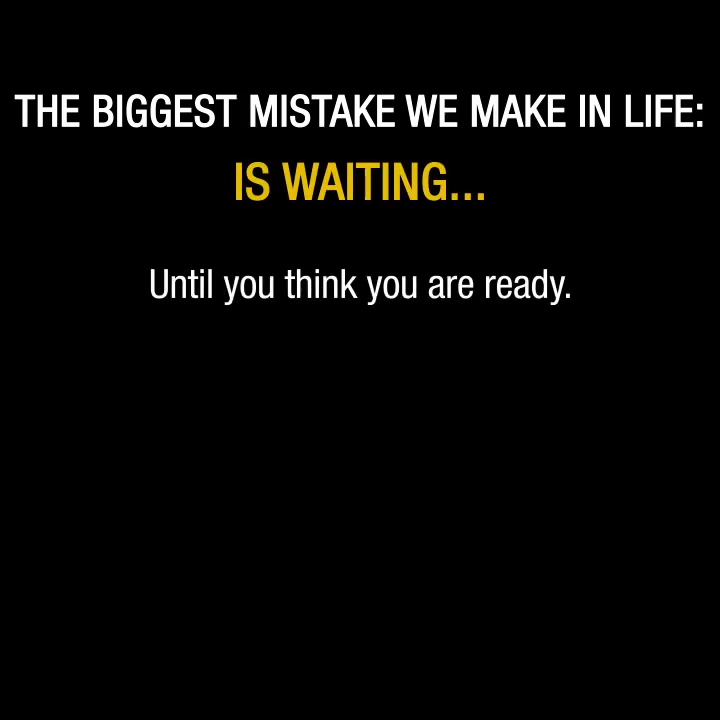 THE BIGGEST MISTAKE WE MAKE IN LIFE:
IS WAITING...
Until you think you are ready.